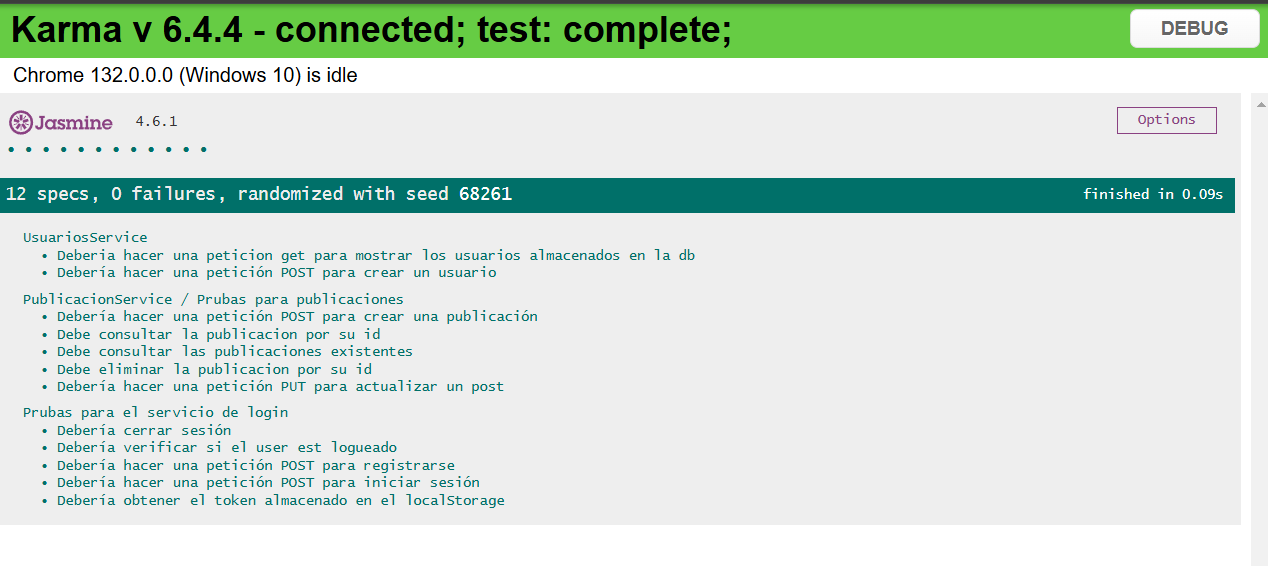 Karma v 6.4.4 - connected; test: complete;
DEBUG
Chrome 132.0.0.0 (Windows 10) is idle
Jasmine 4.6.1
Options
12 specs, 0 failures, randomized with seed 68261
finished in 0.09s
UsuariosService
• Debería hacer una peticion get para mostrar los usuarios almacenados en la db
• Debería hacer una petición POST para crear un usuario
PublicacionService / Prubas para publicaciones
• Debería hacer una petición POST para crear una publicación
• Debe consultar la publicacion por su id
• Debe consultar las publicaciones existentes
• Debe eliminar la publicacion por su id
• Debería hacer una petición PUT para actualizar un post
Prubas para el servicio de login
• Debería cerrar sesión
• Debería verificar si el user est logueado
• Debería hacer una petición POST para registrarse
• Debería hacer una petición POST para iniciar sesión
• Debería obtener el token almacenado en el localStorage